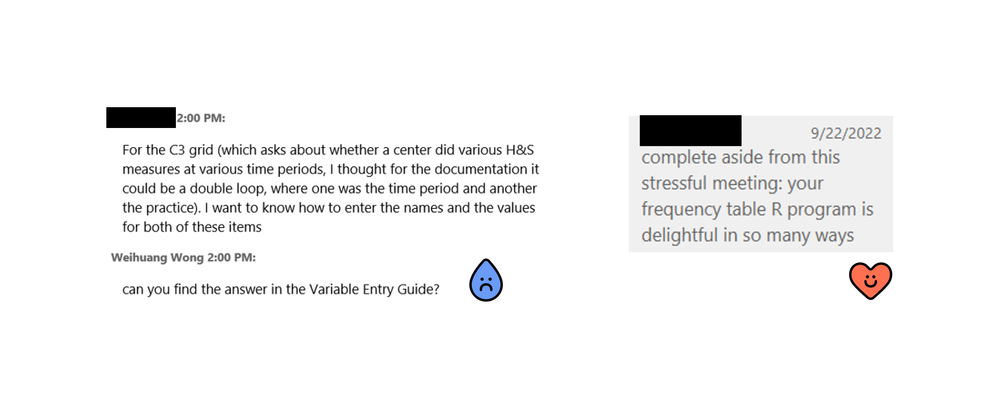 2:00 PM:
For the C3 grid (which asks about whether a center did various H&S
measures at various time periods, I thought for the documentation it
could be a double loop, where one was the time period and another
the practice). I want to know how to enter the names and the values
for both of these items
Weihuang Wong 2:00 PM:
can you find the answer in the Variable Entry Guide?
9/22/2022
complete aside from this
stressful meeting: your
frequency table R program is
delightful in so many ways